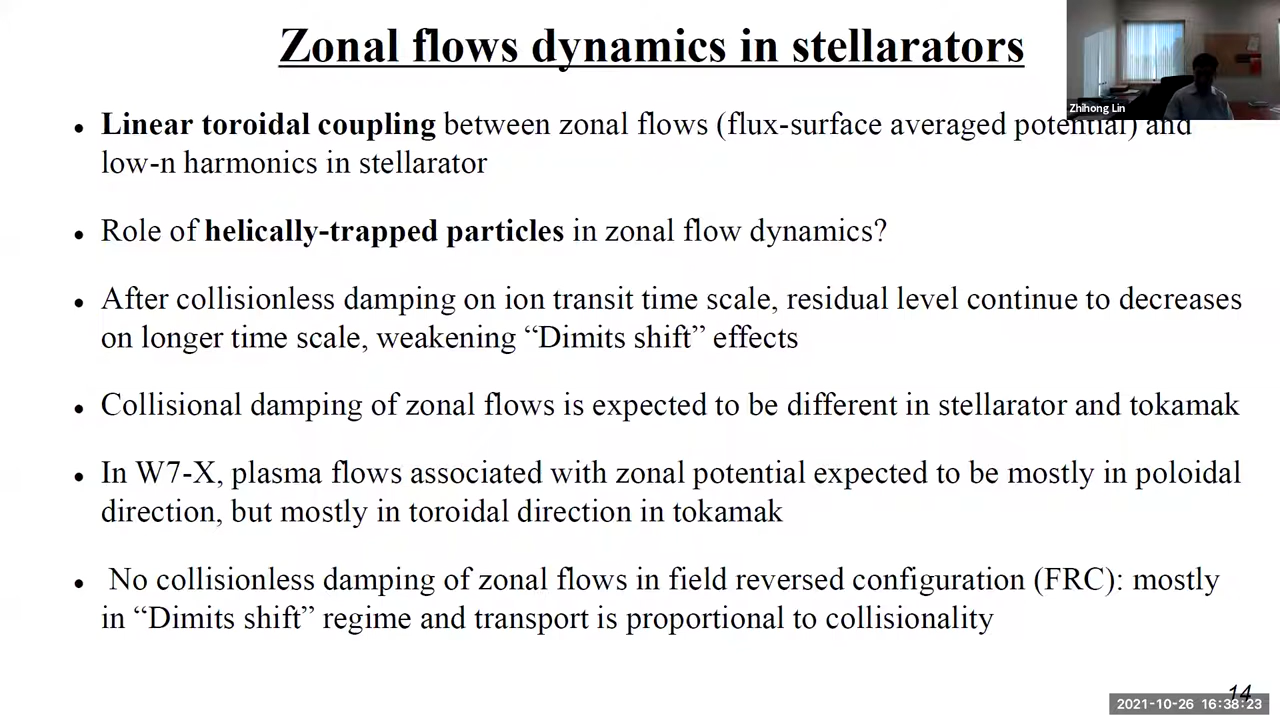 Zonal flows dynamics in stellarators
Zhihong Lin
• Linear toroidal coupling between zonal flows (flux-surface averaged potential) and
low-n harmonics in stellarator
• Role of helically-trapped particles in zonal flow dynamics?
• After collisionless damping on ion transit time scale, residual level continue to decreases
on longer time scale, weakening “Dimits shift” effects
• Collisional damping of zonal flows is expected to be different in stellarator and tokamak
• In W7-X, plasma flows associated with zonal potential expected to be mostly in poloidal
direction, but mostly in toroidal direction in tokamak
• No collisionless damping of zonal flows in field reversed configuration (FRC): mostly
in “Dimits shift” regime and transport is proportional to collisionality
14
2021-10-26 16:38:23